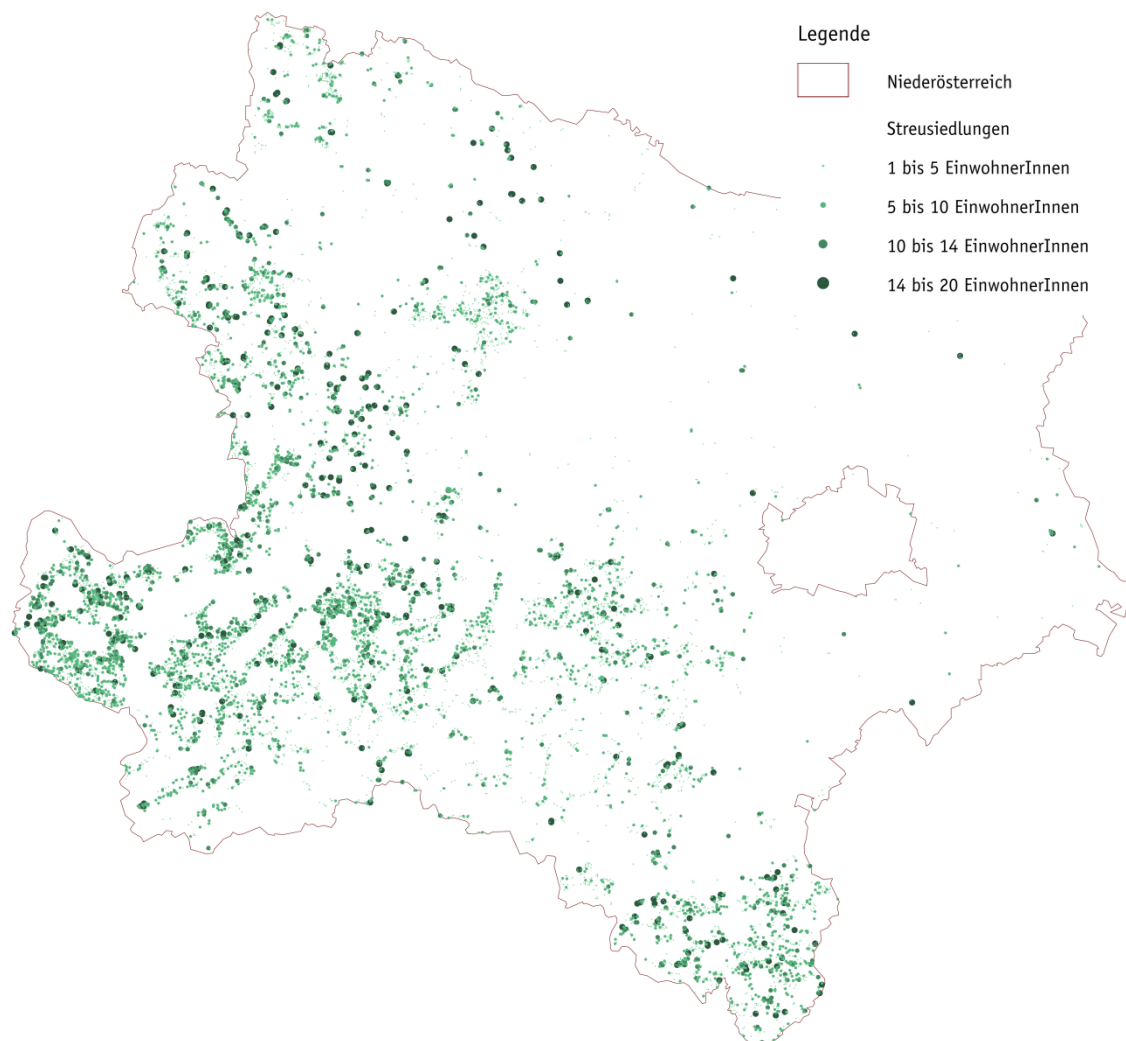 Legende
Niederösterreich
Streusiedlungen
1 bis 5 EinwohnerInnen
5 bis 10 EinwohnerInnen
10 bis 14 EinwohnerInnen
14 bis 20 EinwohnerInnen